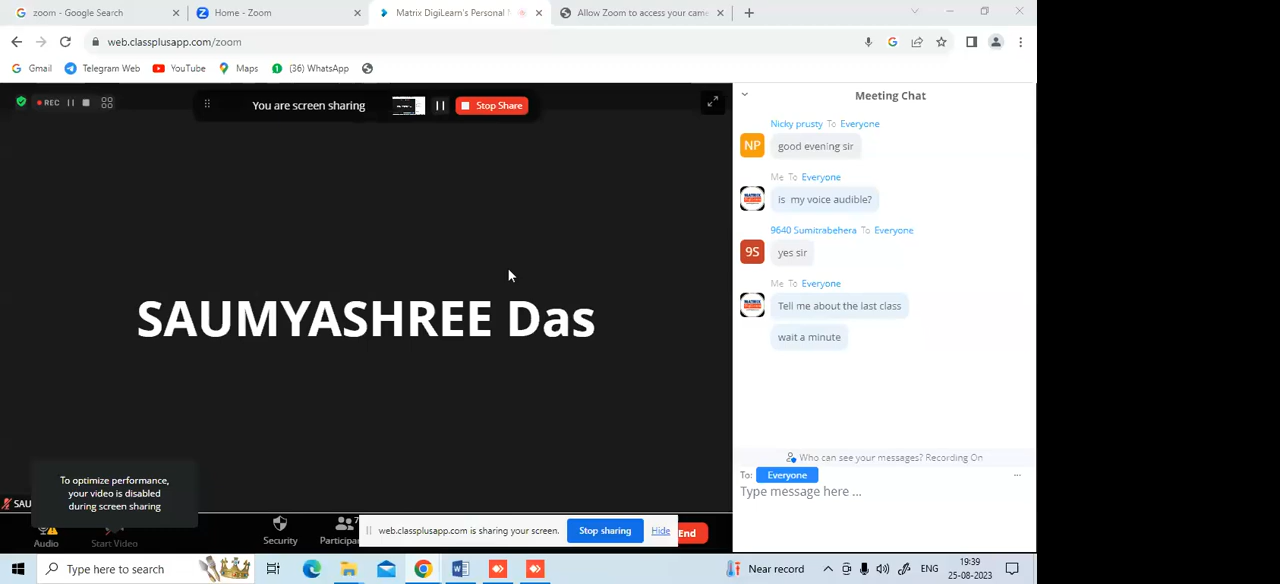 zoom - Google Search
Home - Zoom
Matrix DigiLearn's Personal
Allow Zoom to access your came
web.classplusapp.com/zoom
Gmail
Telegram Web
YouTube
Maps
(36) WhatsApp
REC
You are screen sharing
Stop Share
SAUMYASHREE Das
To optimize performance,
your video is disabled
during screen sharing
SAU
Audio
Start Video
Security
Participa
web.classplusapp.com is sharing your screen.
Stop sharing
Hide
End
Meeting Chat
Nicky prusty To Everyone
NP
good evening sir
Me To Everyone
is my voice audible?
9640 Sumitrabehera To Everyone
9S
yes sir
Me To Everyone
Tell me about the last class
wait a minute
Who can see your messages? Recording On
To: Everyone
Type message here ...
Type here to search
Near record
ENG
19:39
25-08-2023